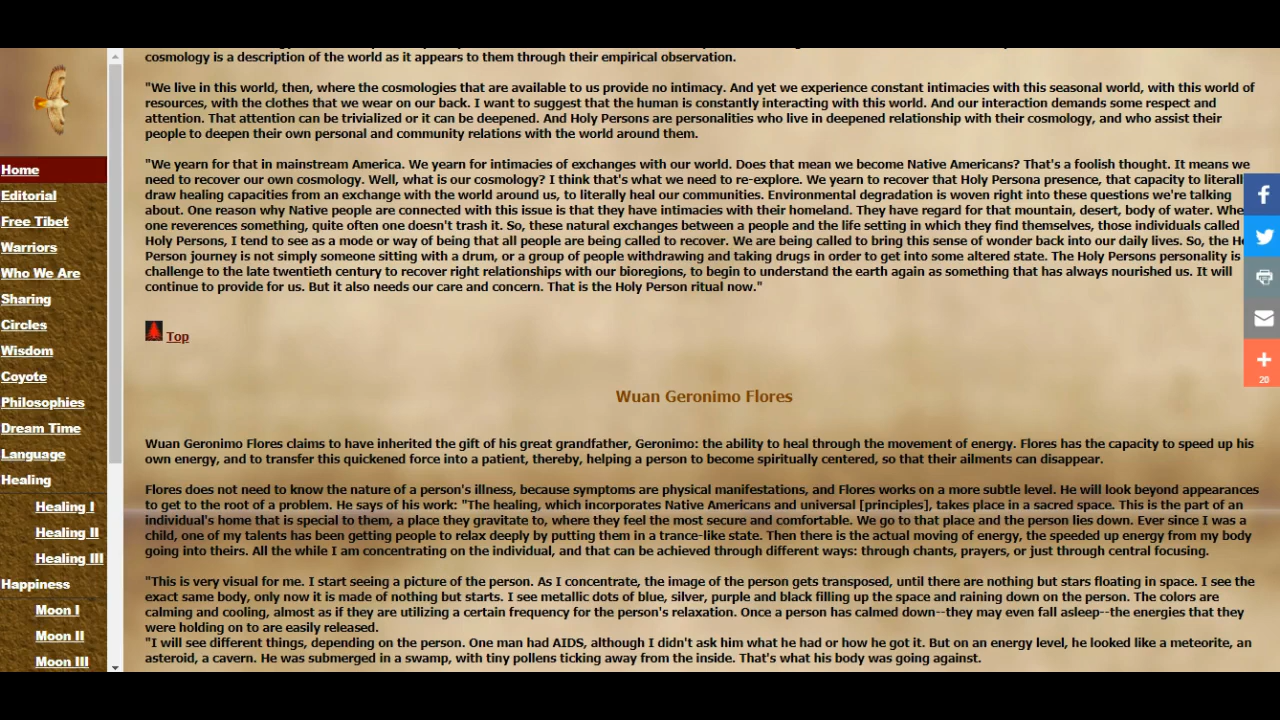 cosmology is a description of the world as it appears to them through their empirical observation.
"We live in this world, then, where the cosmologies that are available to us provide no intimacy. And yet we experience constant intimacies with this seasonal world, with this world of
resources, with the clothes that we wear on our back. I want to suggest that the human is constantly interacting with this world. And our interaction demands some respect and
attention. That attention can be trivialized or it can be deepened. And Holy Persons are personalities who live in deepened relationship with their cosmology, and who assist their
people to deepen their own personal and community relations with the world around them.
"We yearn for that in mainstream America. We yearn for intimacies of exchanges with our world. Does that mean we become Native Americans? That's a foolish thought. It means we
need to recover our own cosmology. Well, what is our cosmology? I think that's what we need to re-explore. We yearn to recover that Holy Persona presence, that capacity to literall
draw healing capacities from an exchange with the world around us, to literally heal our communities. Environmental degradation is woven right into these questions we're talking
about. One reason why Native people are connected with this issue is that they have intimacies with their homeland. They have regard for that mountain, desert, body of water. Whe
one reverences something, quite often one doesn't trash it. So, these natural exchanges between a people and the life setting in which they find themselves, those individuals called
Holy Persons, I tend to see as a mode or way of being that all people are being called to recover. We are being called to bring this sense of wonder back into our daily lives. So, the H
Person journey is not simply someone sitting with a drum, or a group of people withdrawing and taking drugs in order to get into some altered state. The Holy Persons personality is
challenge to the late twentieth century to recover right relationships with our bioregions, to begin to understand the earth again as something that has always nourished us. It will
continue to provide for us. But it also needs our care and concern. That is the Holy Person ritual now."
Top
Wuan Geronimo Flores
Wuan Geronimo Flores claims to have inherited the gift of his great grandfather, Geronimo: the ability to heal through the movement of energy. Flores has the capacity to speed up his
own energy, and to transfer this quickened force into a patient, thereby, helping a person to become spiritually centered, so that their ailments can disappear.
Flores does not need to know the nature of a person's illness, because symptoms are physical manifestations, and Flores works on a more subtle level. He will look beyond appearances
to get to the root of a problem. He says of his work: "The healing, which incorporates Native Americans and universal [principles], takes place in a sacred space. This is the part of an
individual's home that is special to them, a place they gravitate to, where they feel the most secure and comfortable. We go to that place and the person lies down. Ever since I was a
child, one of my talents has been getting people to relax deeply by putting them in a trance-like state. Then there is the actual moving of energy, the speeded up energy from my body
going into theirs. All the while I am concentrating on the individual, and that can be achieved through different ways: through chants, prayers, or just through central focusing.
"This is very visual for me. I start seeing a picture of the person. As I concentrate, the image of the person gets transposed, until there are nothing but stars floating in space. I see the
exact same body, only now it is made of nothing but starts. I see metallic dots of blue, silver, purple and black filling up the space and raining down on the person. The colors are
calming and cooling, almost as if they are utilizing a certain frequency for the person's relaxation. Once a person has calmed down--they may even fall asleep--the energies that they
were holding on to are easily released.
"I will see different things, depending on the person. One man had AIDS, although I didn't ask him what he had or how he got it. But on an energy level, he looked like a meteorite, an
asteroid, a cavern. He was submerged in a swamp, with tiny pollens ticking away from the inside. That's what his body was going against.
Home
Editorial
Free Tibet
Warriors
Who We Are
Sharing
Circles
Wisdom
Coyote
Philosophies
Dream Time
Language
Healing
Healing I
Healing II
Healing III
Happiness
Moon I
Moon II
Moon III
20